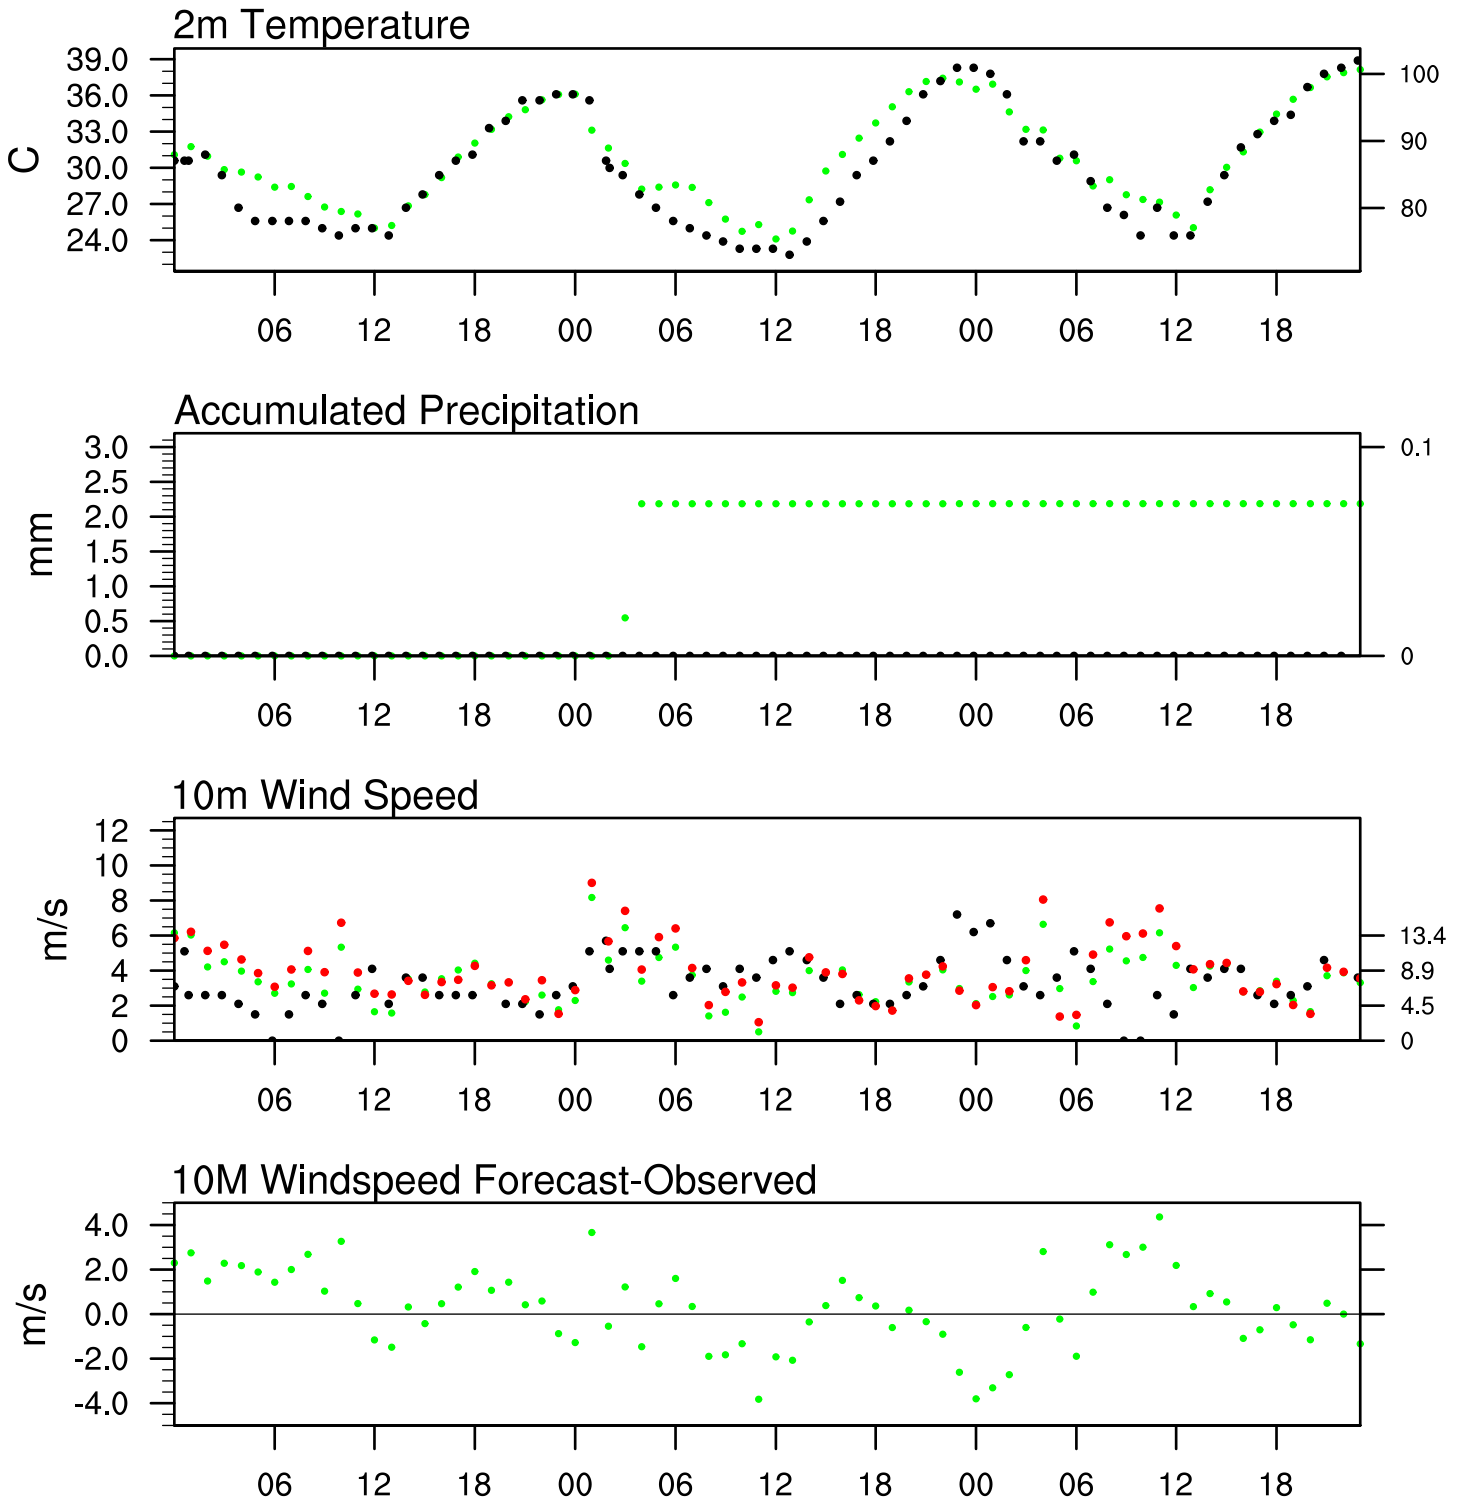 2m Temperature
C
39.0
36.0
33.0
30.0
27.0
24.0
100
90
80
06 12 18 00 06 12 18 00 06 12 18
Accumulated Precipitation
mm
3.0
2.5
2.0
1.5
1.0
0.5
0.0
0.1
0
06 12 18 00 06 12 18 00 06 12 18
10m Wind Speed
m/s
12
10
8
6
4
2
0
13.4
8.9
4.5
0
06 12 18 00 06 12 18 00 06 12 18
10M Windspeed Forecast-Observed
m/s
4.0
2.0
0.0
-2.0
-4.0
06 12 18 00 06 12 18 00 06 12 18